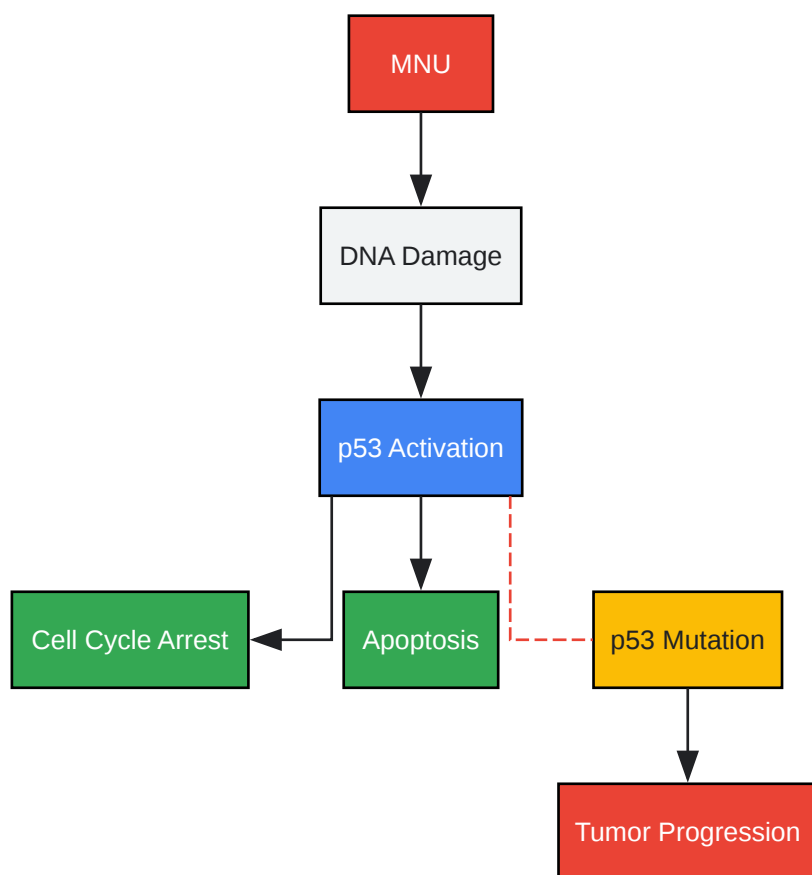 MNU
DNA Damage
p53 Activation
Cell Cycle Arrest
Apoptosis
p53 Mutation
Tumor Progression